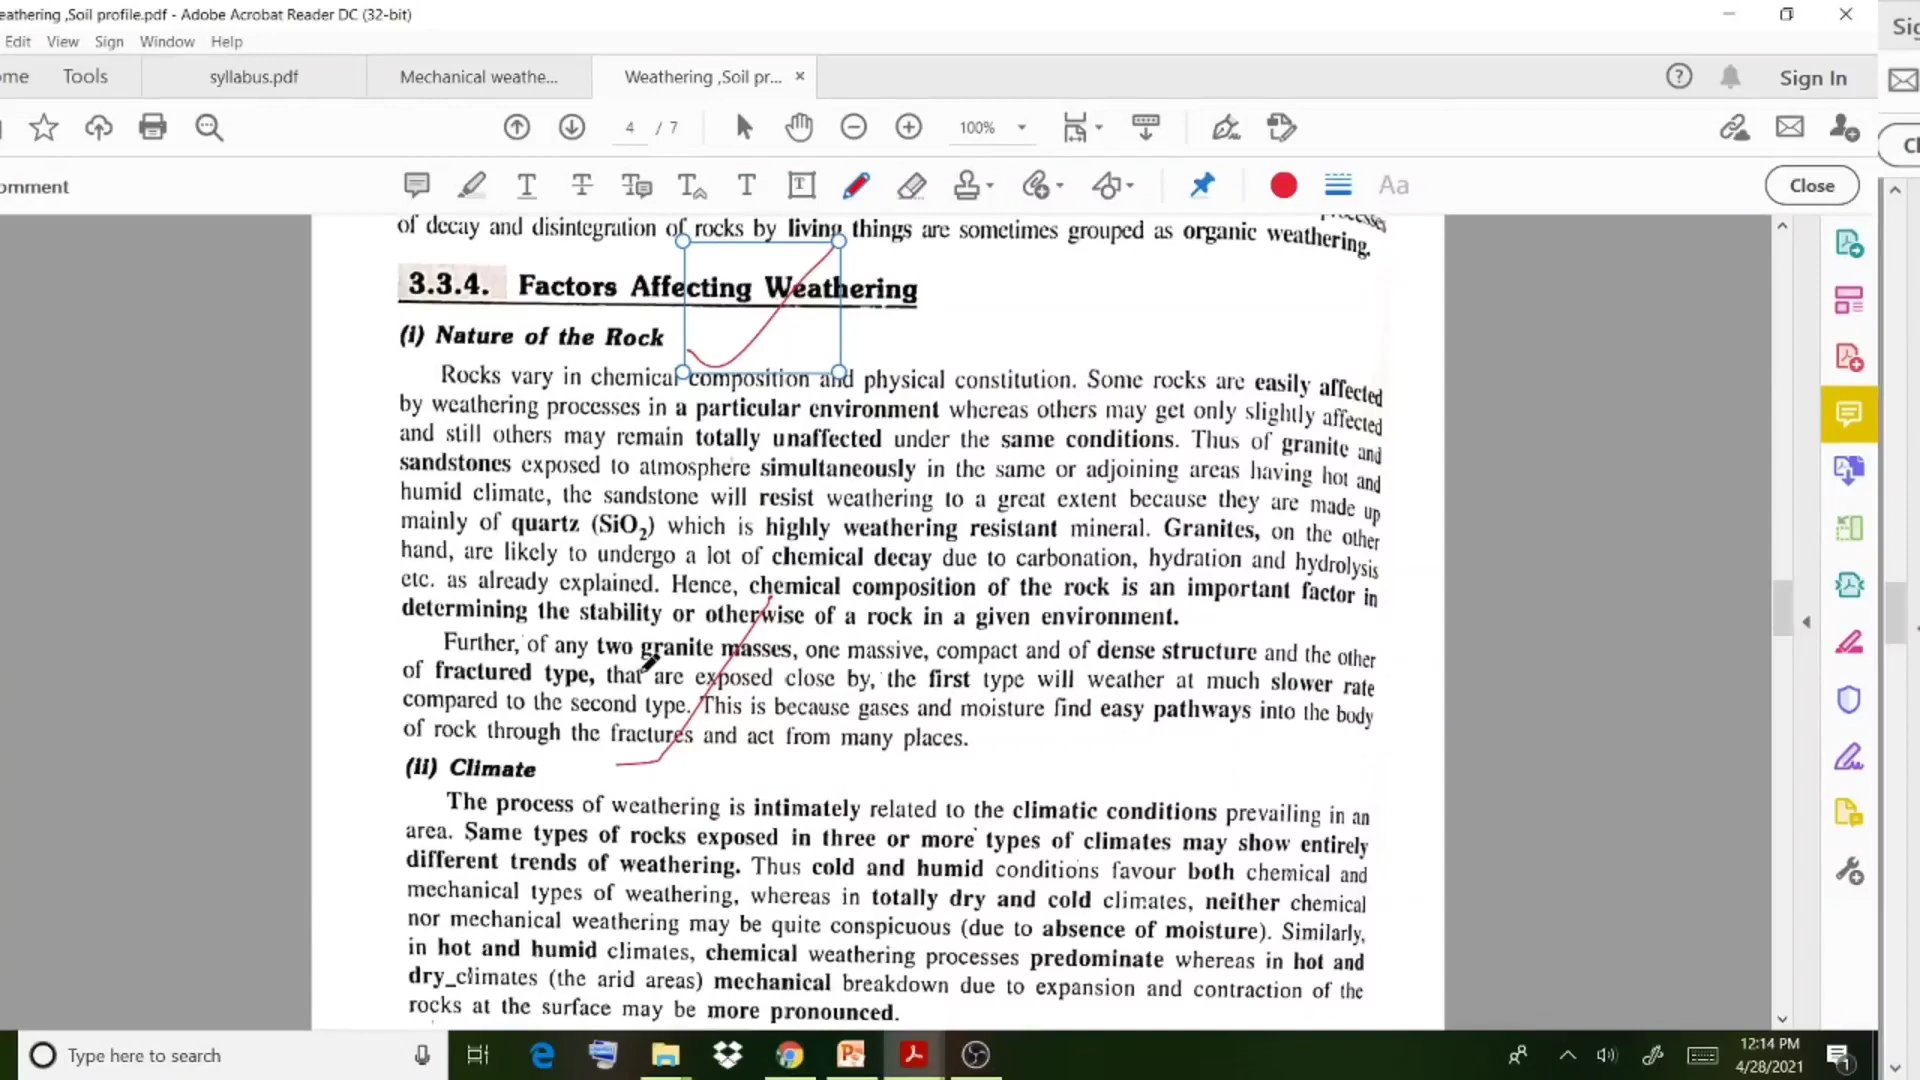 eathering ,Soil profile.pdf - Adobe Acrobat Reader DC (32-bit)
Edit View Sign Window Help
Sig
ome Tools syllabus.pdf Mechanical weathe... Weathering ,Soil pr... × Sign In
4 / 7 100%
Cl
omment T T T T T Aa Close
processes
of decay and disintegration of rocks by living things are sometimes grouped as organic weathering.
3.3.4. Factors Affecting Weathering
(i) Nature of the Rock
Rocks vary in chemical composition and physical constitution. Some rocks are easily affected
by weathering processes in a particular environment whereas others may get only slightly affected
and still others may remain totally unaffected under the same conditions. Thus of granite and
sandstones exposed to atmosphere simultaneously in the same or adjoining areas having hot and
humid climate, the sandstone will resist weathering to a great extent because they are made up
mainly of quartz (SiO₂) which is highly weathering resistant mineral. Granites, on the other
hand, are likely to undergo a lot of chemical decay due to carbonation, hydration and hydrolysis
etc. as already explained. Hence, chemical composition of the rock is an important factor in
determining the stability or otherwise of a rock in a given environment.
Further, of any two granite masses, one massive, compact and of dense structure and the other
of fractured type, that are exposed close by, the first type will weather at much slower rate
compared to the second type. This is because gases and moisture find easy pathways into the body
of rock through the fractures and act from many places.
(ii) Climate
The process of weathering is intimately related to the climatic conditions prevailing in an
area. Same types of rocks exposed in three or more types of climates may show entirely
different trends of weathering. Thus cold and humid conditions favour both chemical and
mechanical types of weathering, whereas in totally dry and cold climates, neither chemical
nor mechanical weathering may be quite conspicuous (due to absence of moisture). Similarly,
in hot and humid climates, chemical weathering processes predominate whereas in hot and
dry climates (the arid areas) mechanical breakdown due to expansion and contraction of the
rocks at the surface may be more pronounced.
Type here to search
12:14 PM
4/28/2021
1